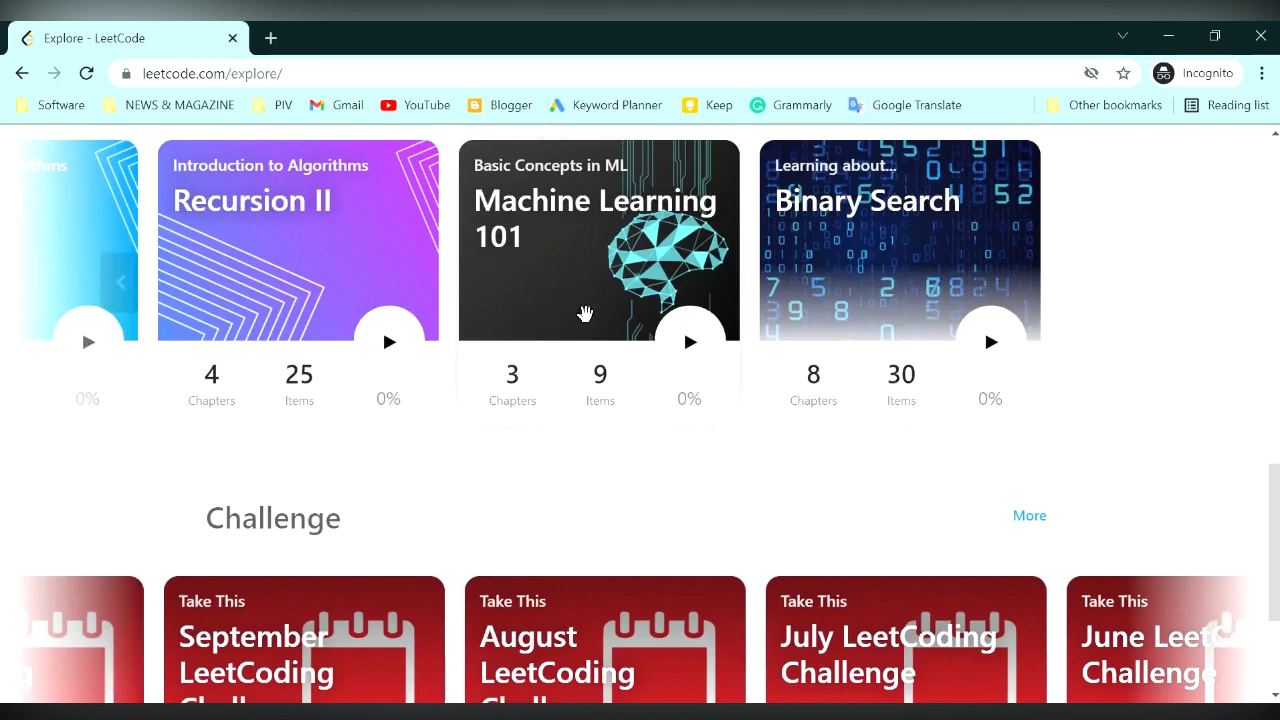 Explore - LeetCode
leetcode.com/explore/
Incognito
Software
NEWS & MAGAZINE
PIV
Gmail
YouTube
Blogger
Keyword Planner
Keep
Grammarly
Google Translate
Other bookmarks
Reading list
Introduction to Algorithms
Recursion II
4
Chapters
25
Items
0%
0%
Basic Concepts in ML
Machine Learning
101
3
Chapters
9
Items
0%
Learning about...
Binary Search
8
Chapters
30
Items
0%
Challenge
More
Take This
September
LeetCoding
Take This
August
LeetCoding
Take This
July LeetCoding
Challenge
Take This
June LeetC
Challenge